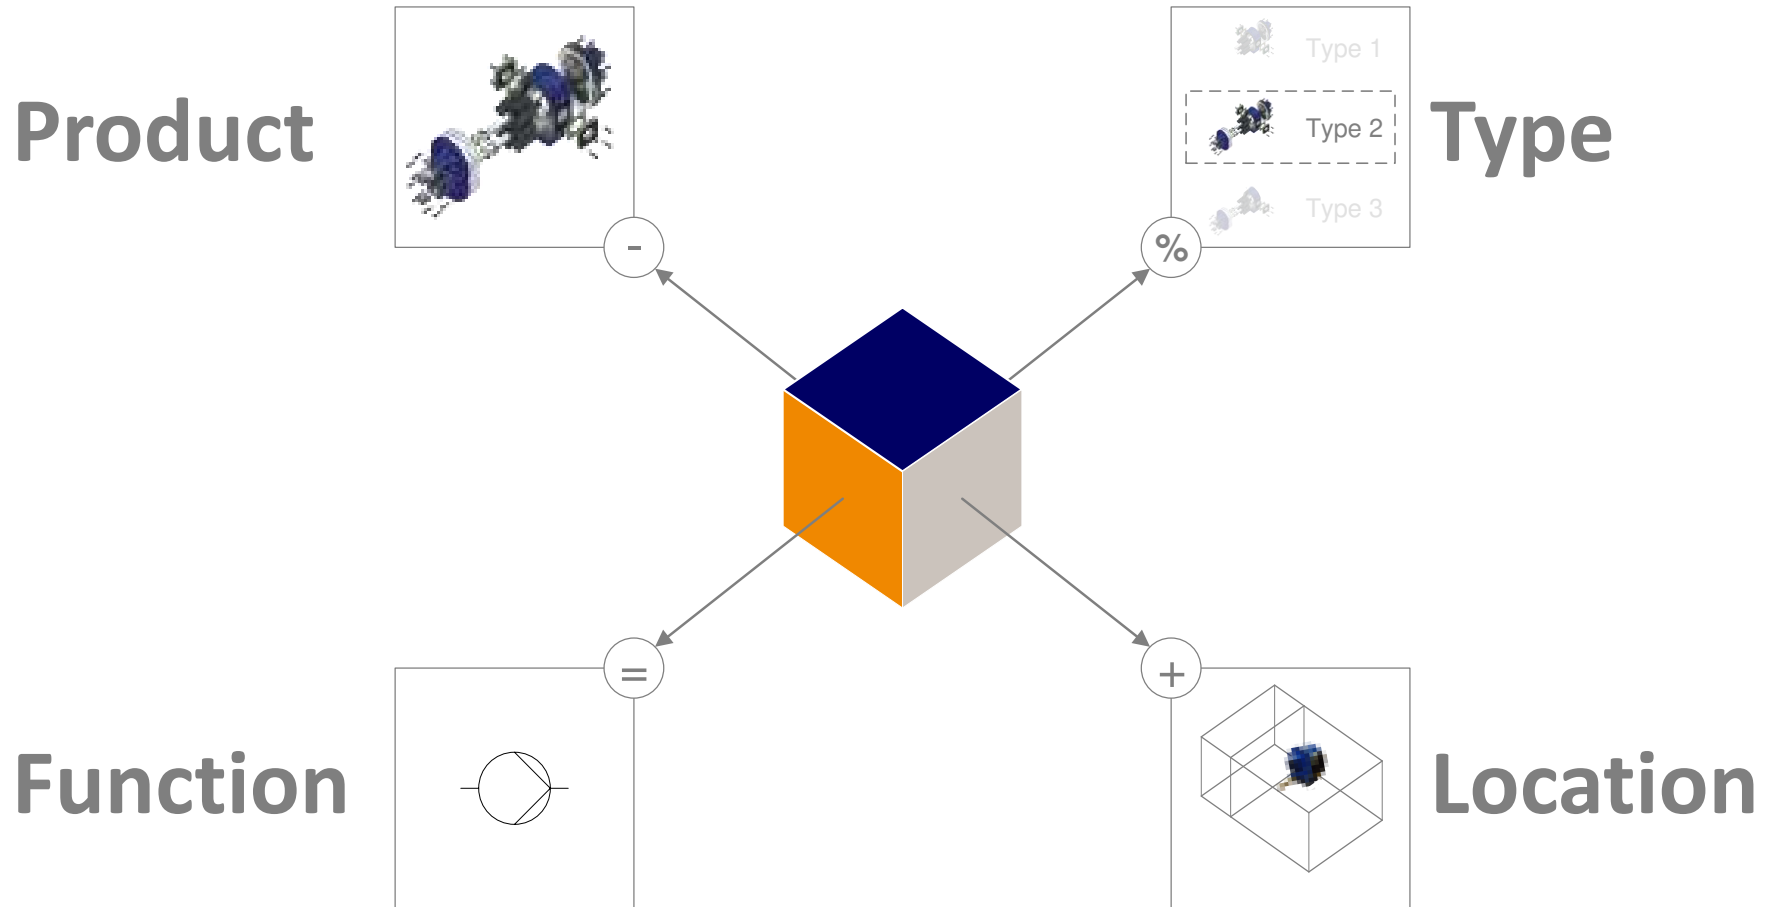 Product
Type 1
Type 2
Type 3
Type
-
%
=
+
Function
Location